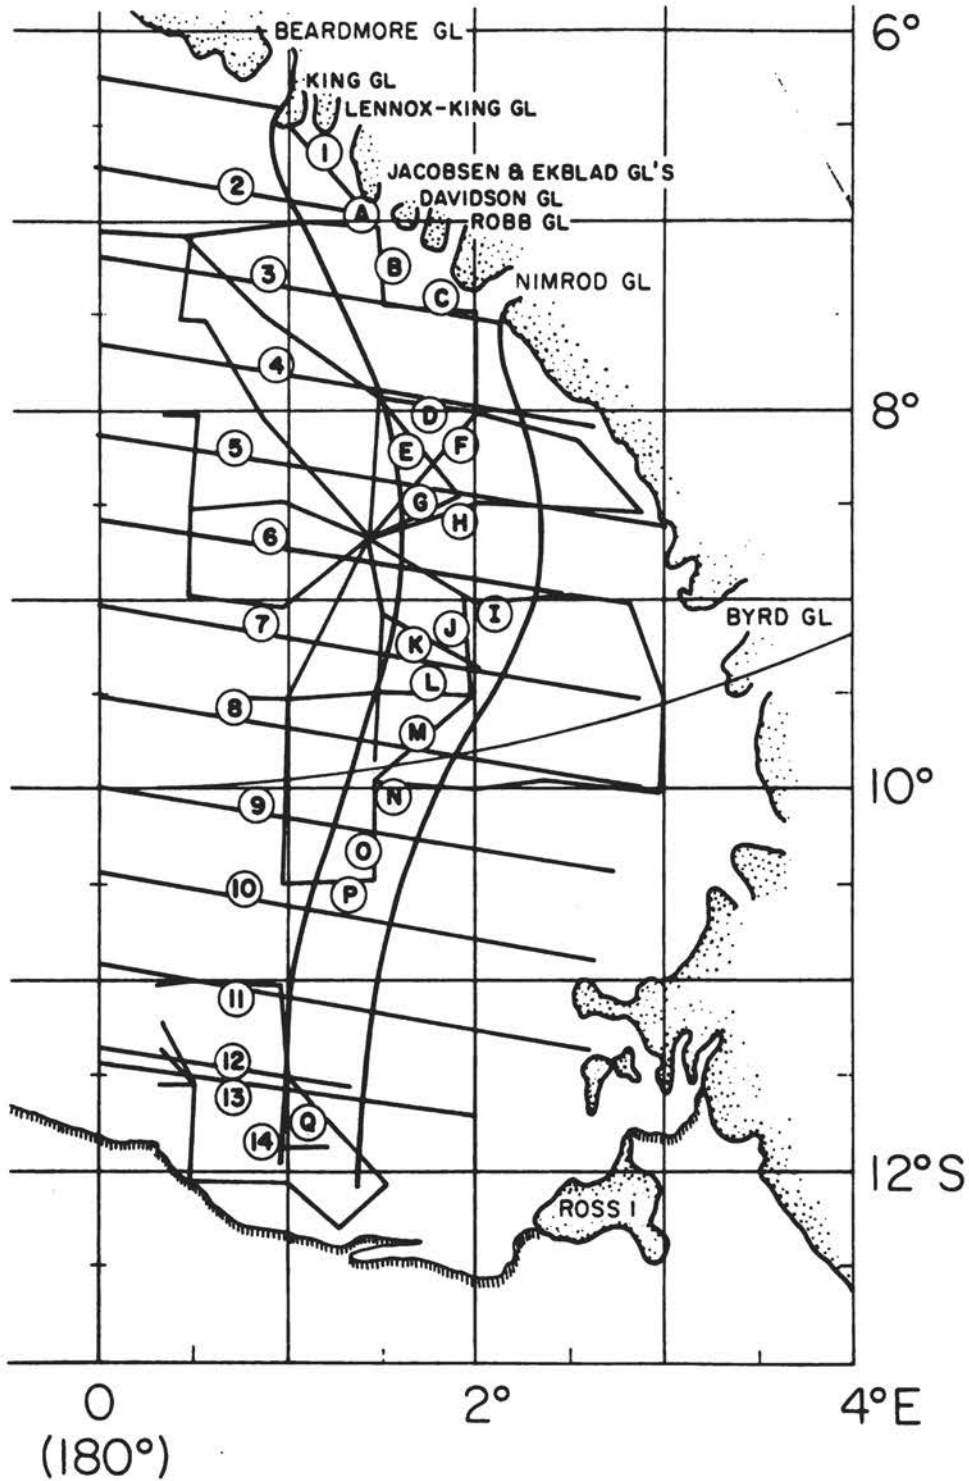 6°
BEARDMORE GL
KING GL
LENNOX-KING GL
1
JACOBSEN & EKBLAD GL'S
2
DAVIDSON GL
A
ROBB GL
B
3
NIMROD GL
C
4
8°
D
5
E
F
G
6
H
I
BYRD GL
7
J
K
L
8
M
10°
9
N
O
10
P
11
12
13
Q
14
12°S
ROSS I
0
2°
4°E
(180°)